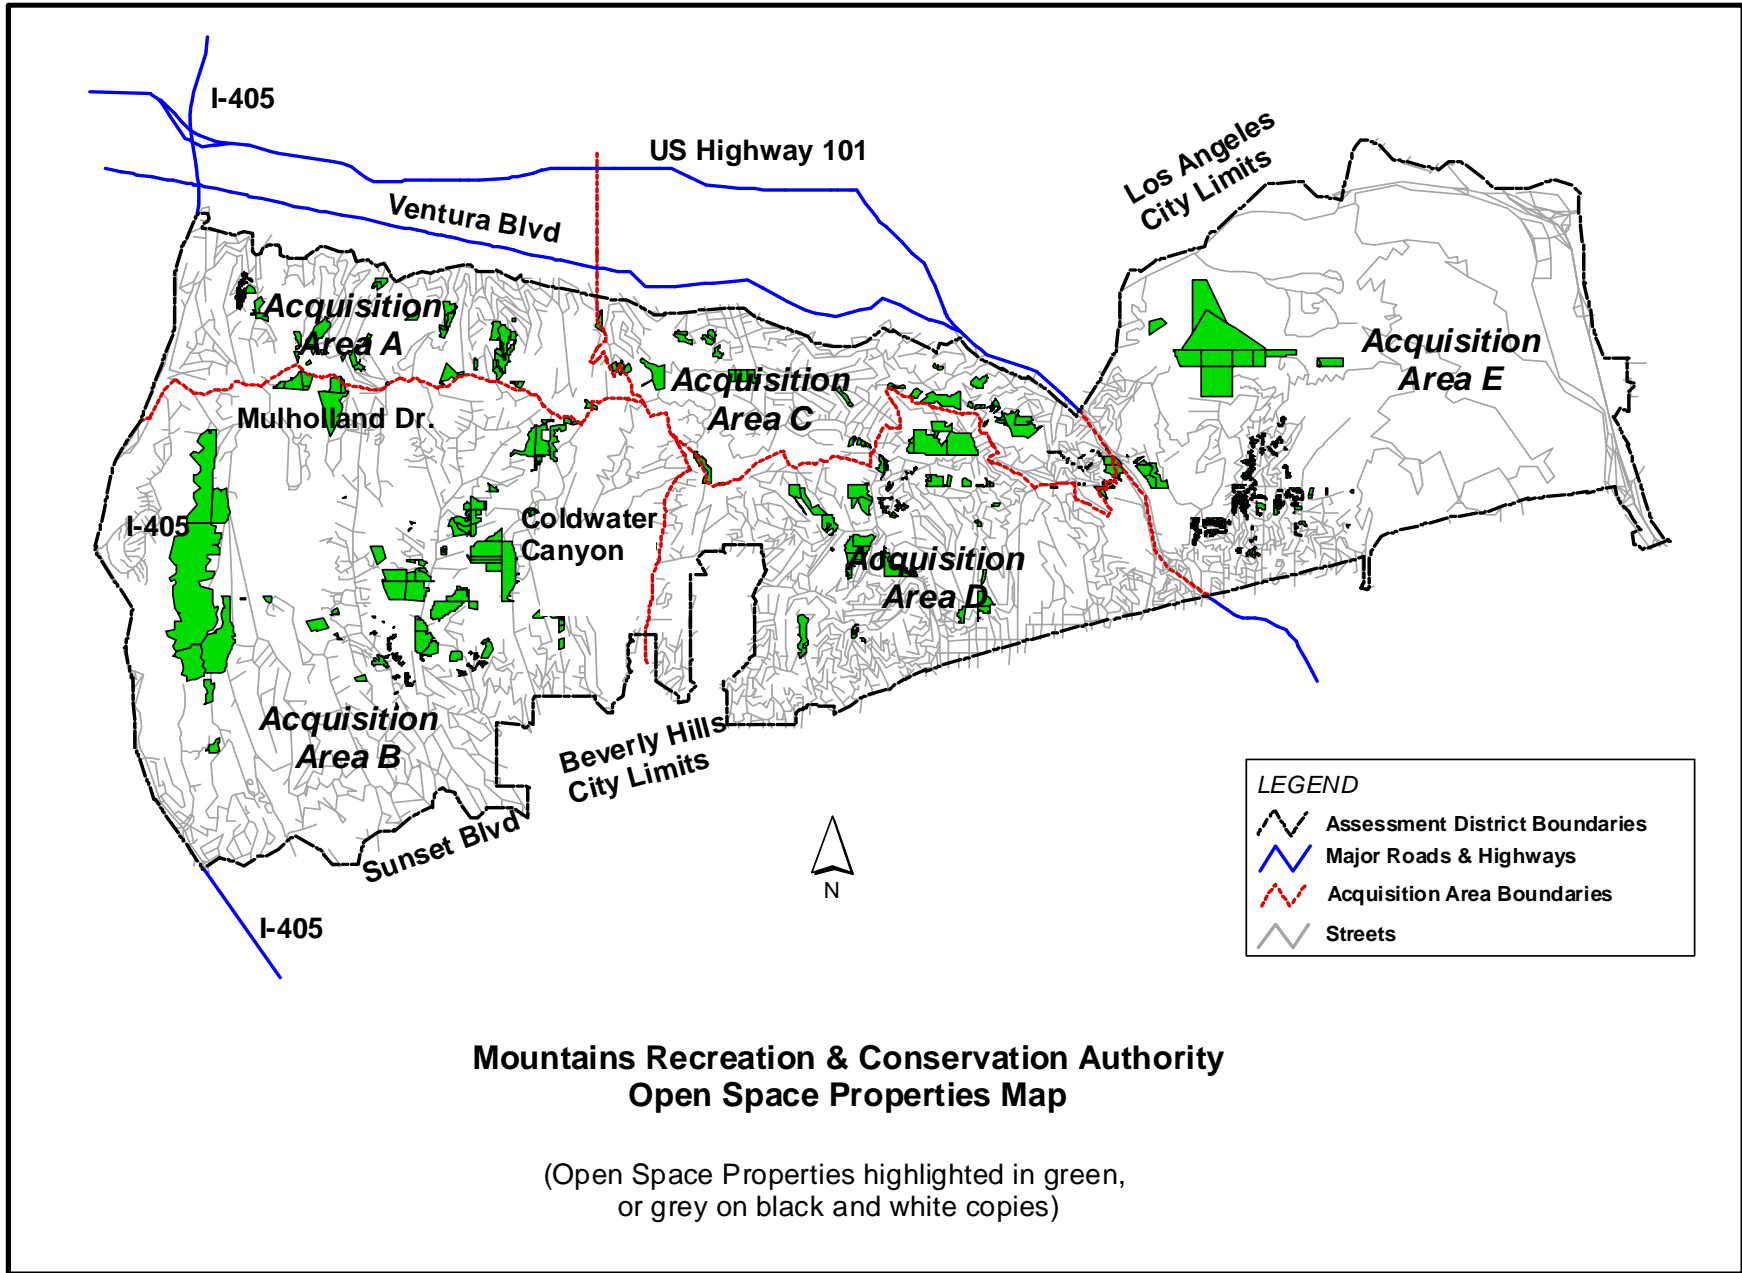 I-405
US Highway 101
Los Angeles
City Limits
Ventura Blvd
Acquisition
Area A
Acquisition
Area E
Acquisition
Area C
Mulholland Dr.
I-405
Coldwater
Canyon
Acquisition
Area D
Acquisition
Area B
Beverly Hills
City Limits
Sunset Blvd
I-405
N
LEGEND
Assessment District Boundaries
Major Roads & Highways
Acquisition Area Boundaries
Streets
Mountains Recreation & Conservation Authority
Open Space Properties Map
(Open Space Properties highlighted in green,
or grey on black and white copies)